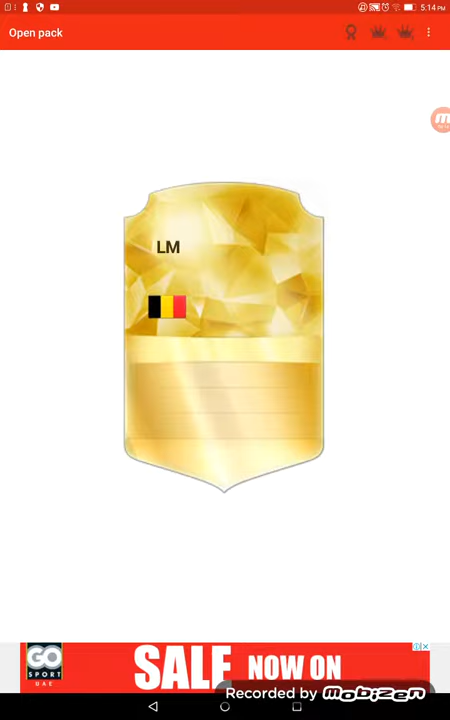 5:14 PM
Open pack
LM
GO
SPORT
UAE
SALE NOW ON
Recorded by mobizen